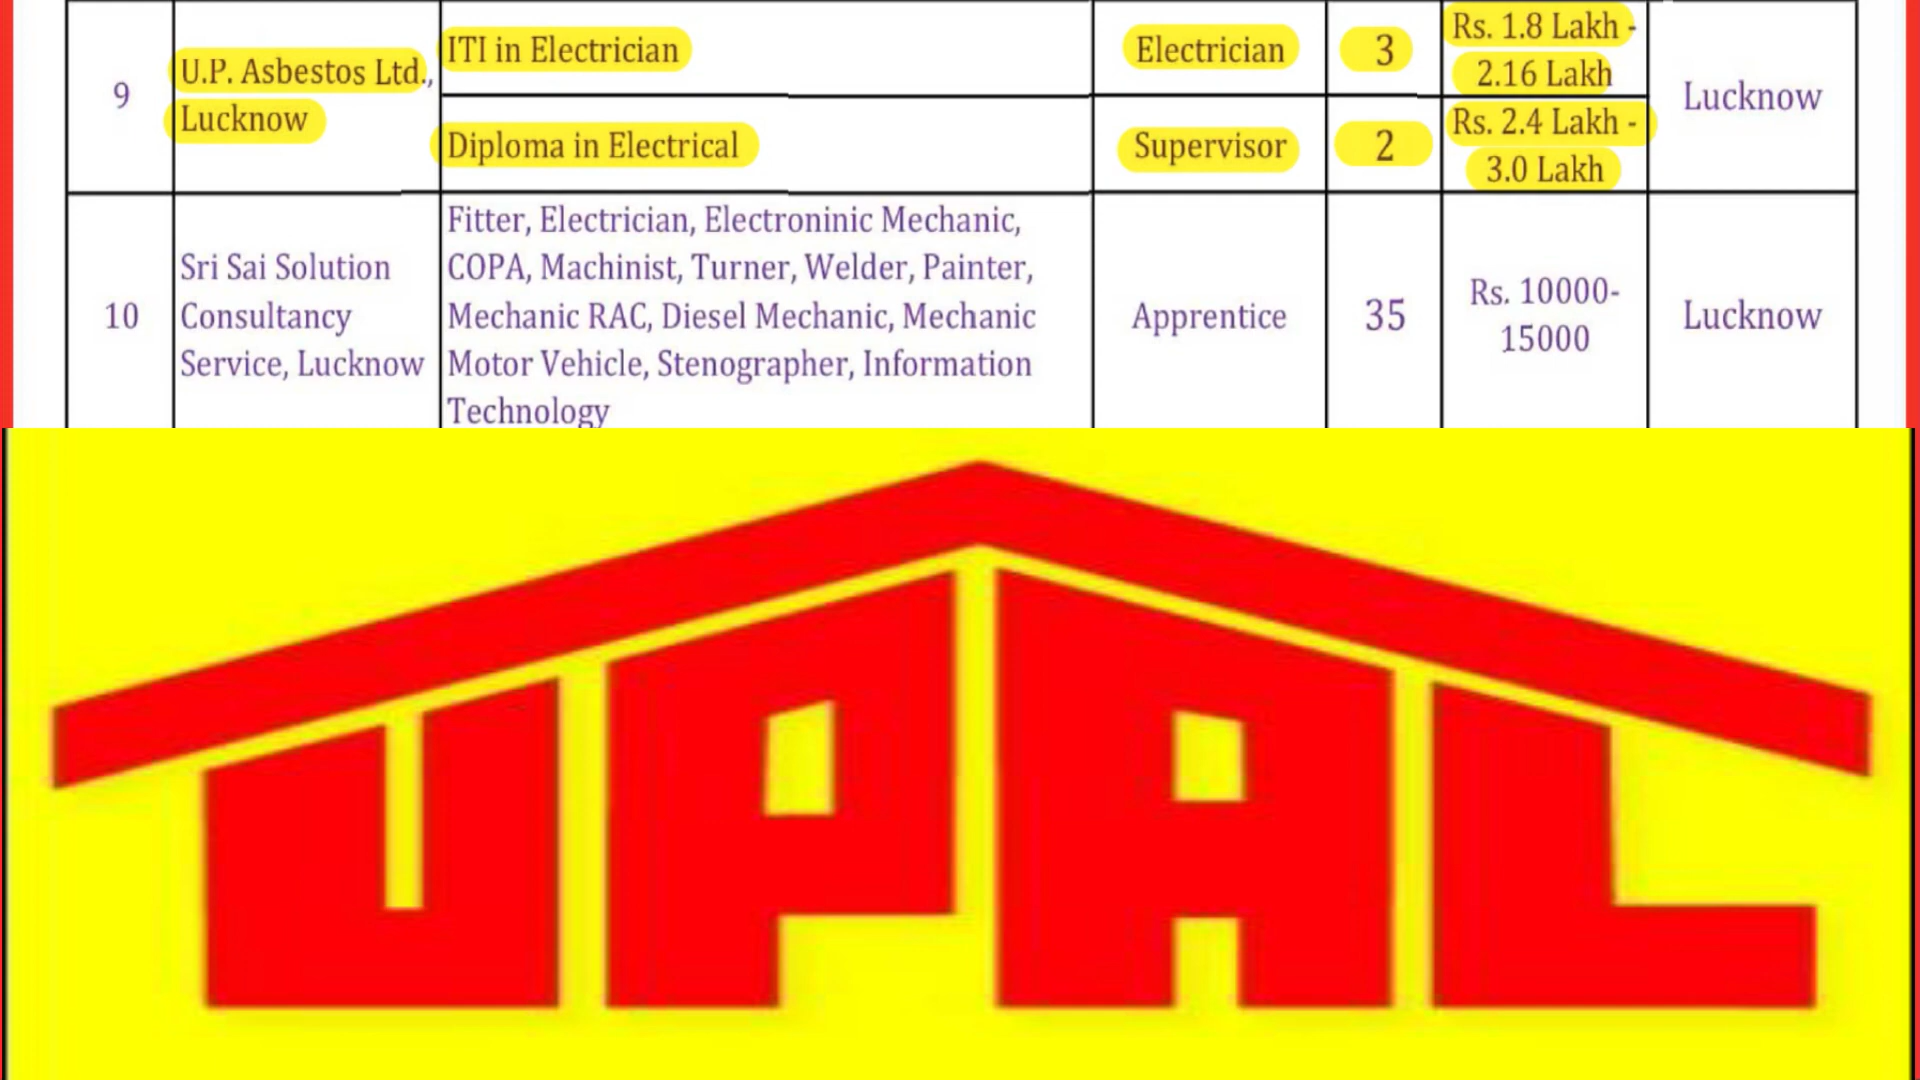 9
U.P. Asbestos Ltd.,
Lucknow
ITI in Electrician
Electrician
3
Rs. 1.8 Lakh -
2.16 Lakh
Diploma in Electrical
Supervisor
2
Rs. 2.4 Lakh -
3.0 Lakh
Lucknow
10
Sri Sai Solution
Consultancy
Service, Lucknow
Fitter, Electrician, Electroninic Mechanic,
COPA, Machinist, Turner, Welder, Painter,
Mechanic RAC, Diesel Mechanic, Mechanic
Motor Vehicle, Stenographer, Information
Technology
Apprentice
35
Rs. 10000-
15000
Lucknow
UPAL